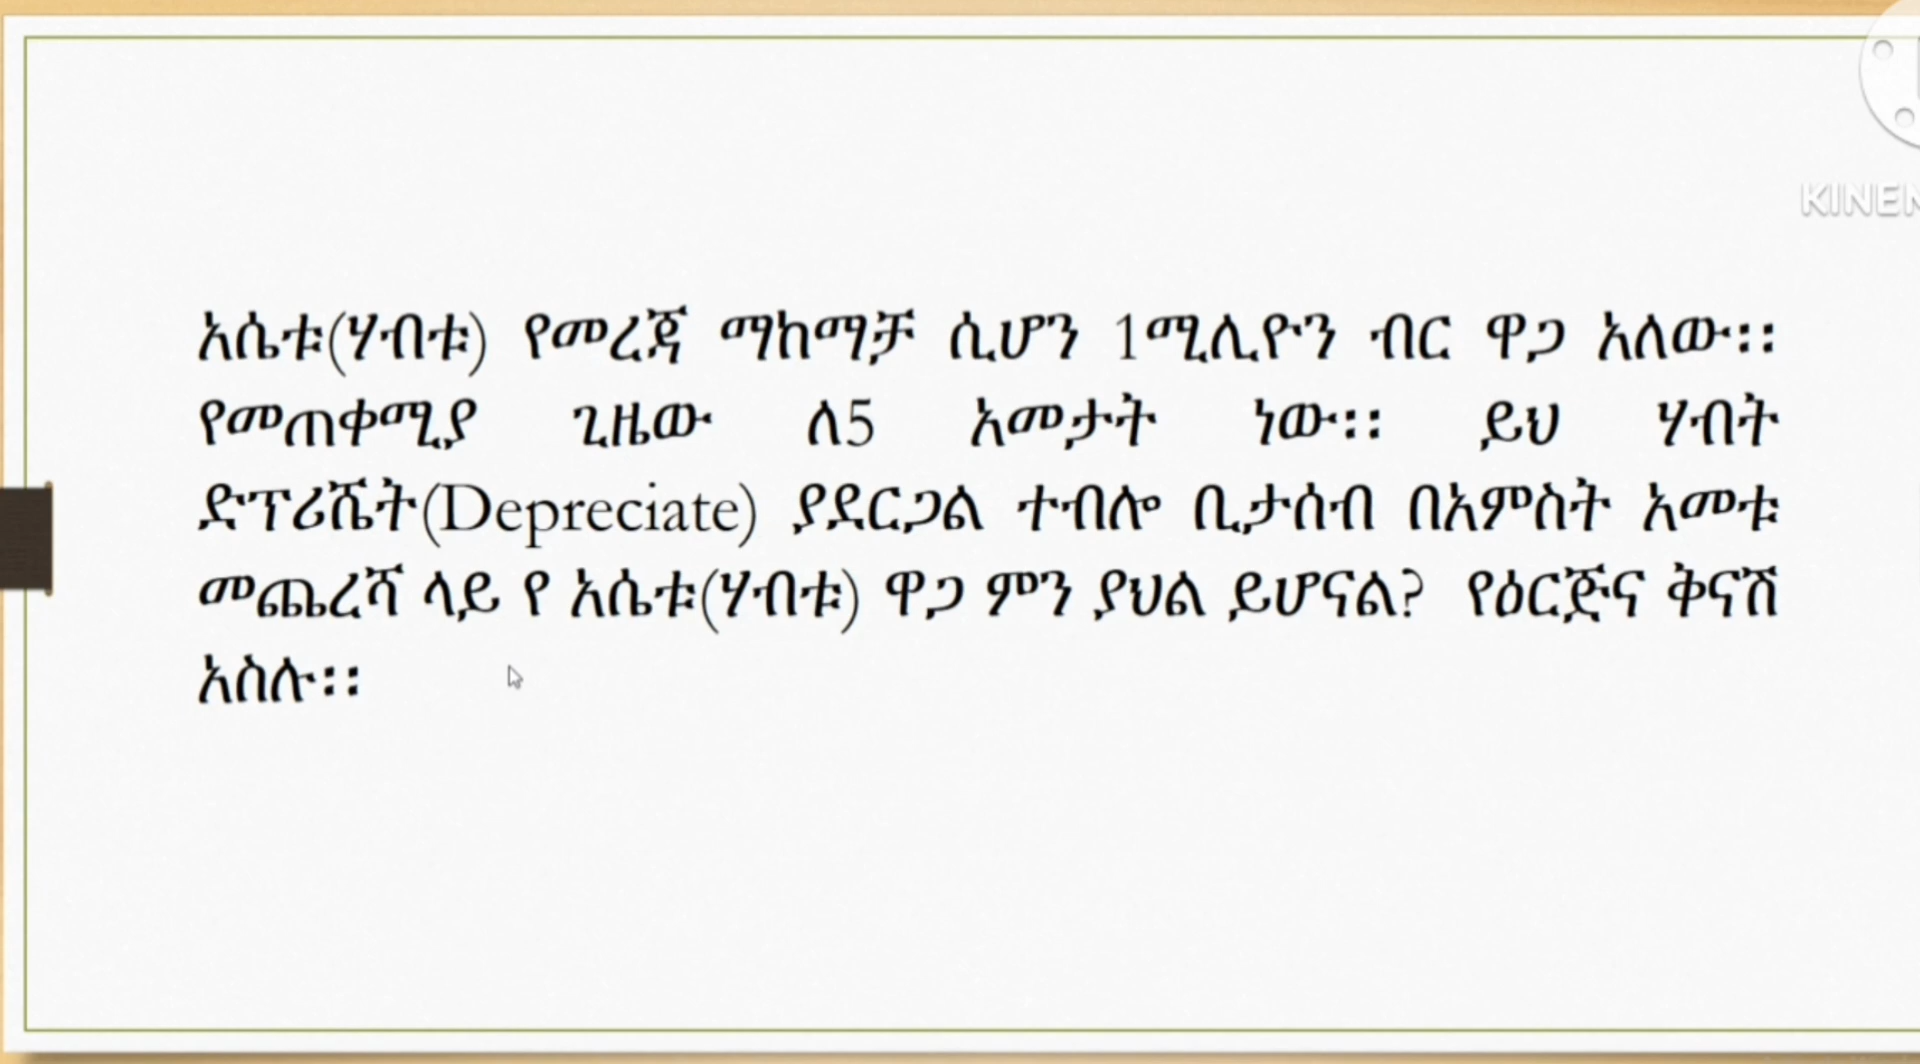 አሴቱ(ሃብቱ) የመረጃ ማከማቻ ሲሆን 1ሚሊዮን ብር ዋጋ አለው፡፡
የመጠቀሚያ ጊዜው ለ5 አመታት ነው፡፡ ይህ ሃብት
ድፕሪሼት(Depreciate) ያደርጋል ተብሎ ቢታሰብ በአምስት አመቱ
መጨረሻ ላይ የ አሴቱ(ሃብቱ) ዋጋ ምን ያህል ይሆናል? የዕርጅና ቅናሽ
አስሉ፡፡